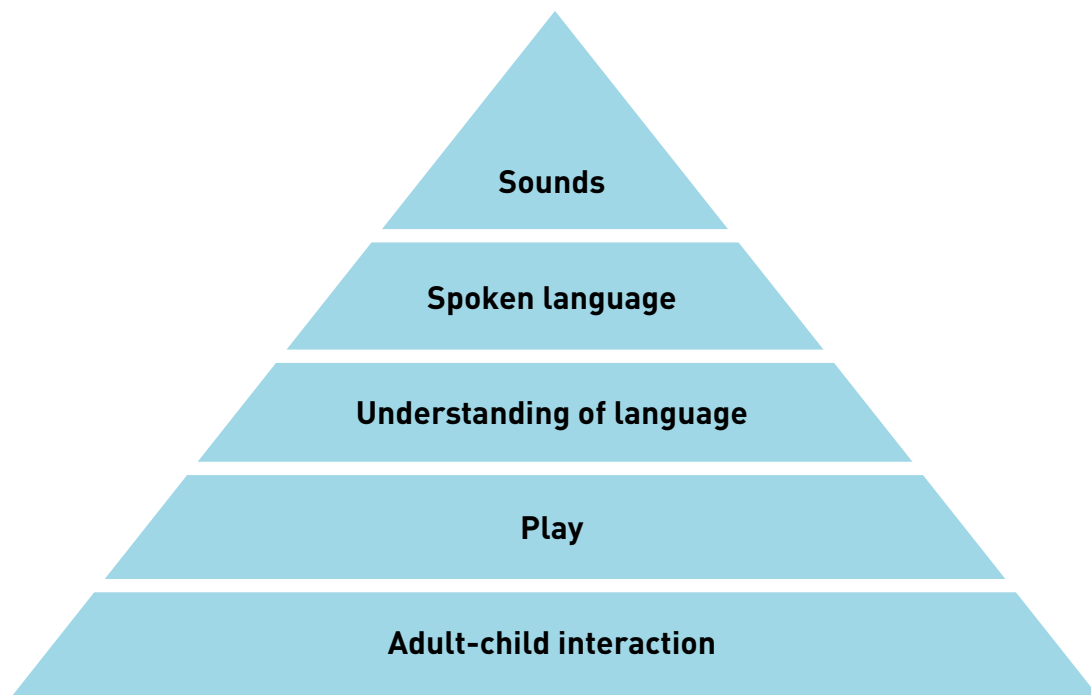 Sounds
Spoken language
Understanding of language
Play
Adult-child interaction